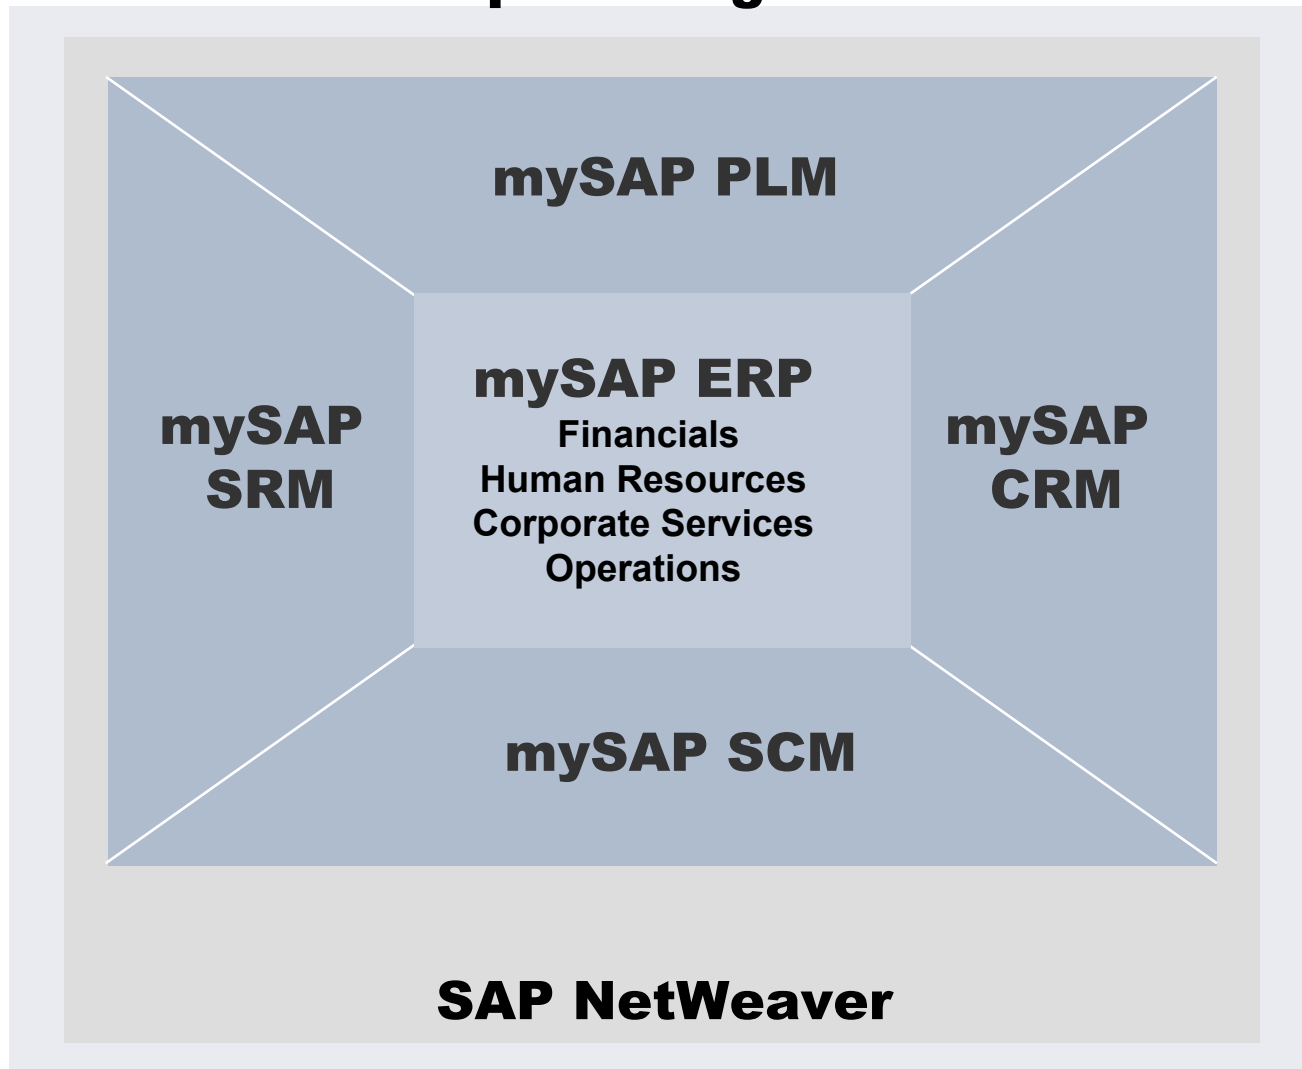 mySAP PLM
mySAP ERP
Financials
Human Resources
Corporate Services
Operations
mySAP
SRM
mySAP
CRM
mySAP SCM
SAP NetWeaver